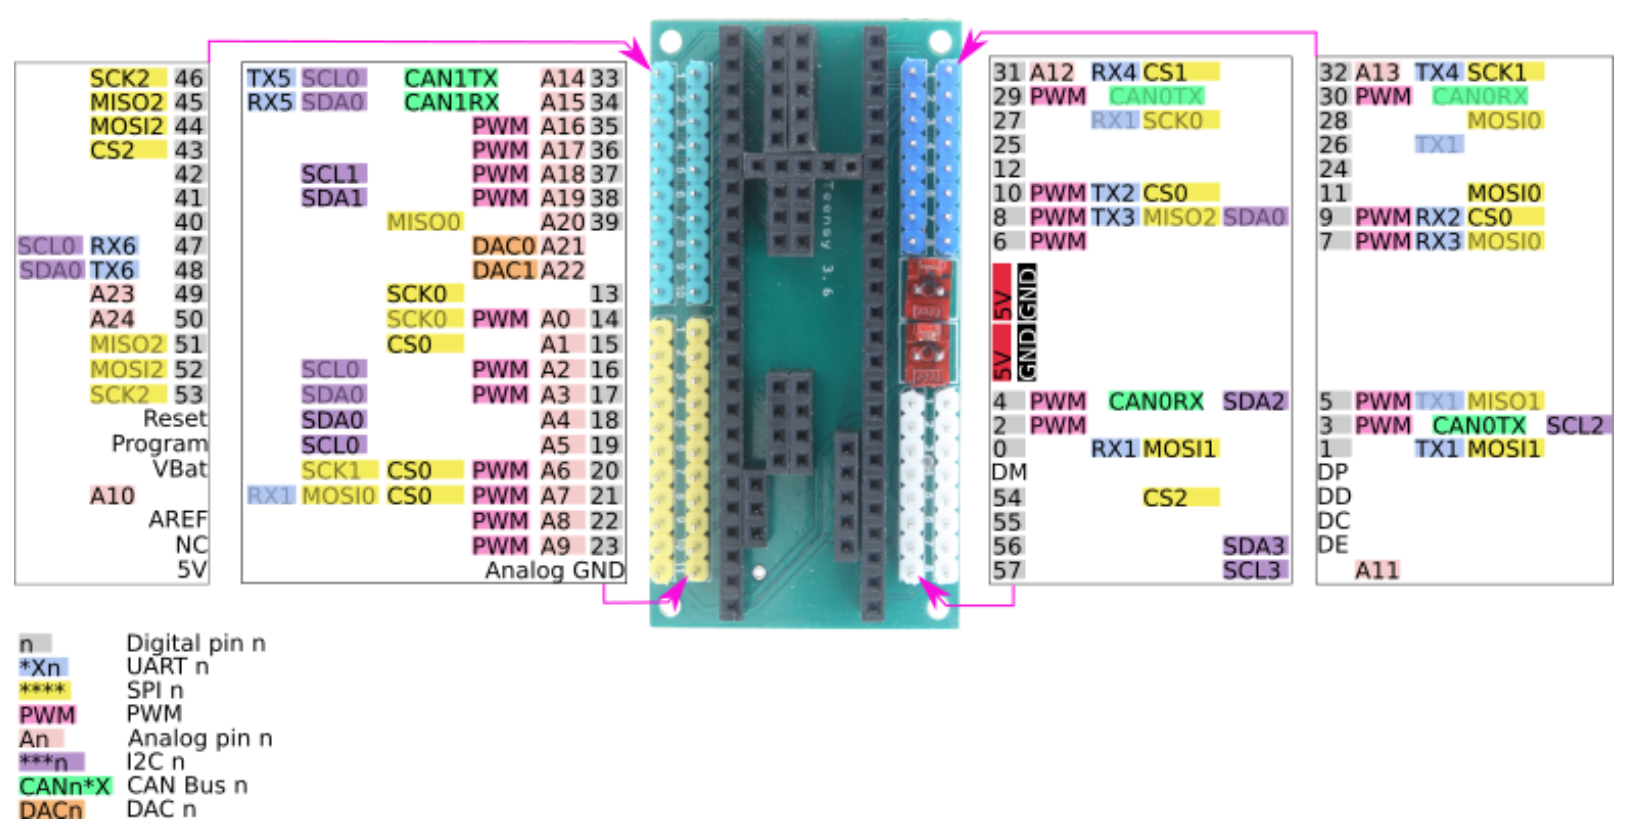 SCK2 46
MISO2 45
MOSI2 44
CS2 43
42
41
40
SCL0 RX6 47
SDA0 TX6 48
A23 49
A24 50
MISO2 51
MOSI2 52
SCK2 53
Reset
Program
VBat
A10
AREF
NC
5V
TX5 SCL0 CAN1TX A14 33
RX5 SDA0 CAN1RX A15 34
PWM A16 35
PWM A17 36
SCL1 PWM A18 37
SDA1 PWM A19 38
MISO0 A20 39
DAC0 A21
DAC1 A22
SCK0 13
SCK0 PWM A0 14
CS0 A1 15
SCL0 PWM A2 16
SDA0 PWM A3 17
SDA0 A4 18
SCL0 A5 19
SCK1 CS0 PWM A6 20
RX1 MOSI0 CS0 PWM A7 21
PWM A8 22
PWM A9 23
Analog GND
Teensy 3.6
31 A12 RX4 CS1
29 PWM CAN0TX
27 RX1 SCK0
25
12
10 PWM TX2 CS0
8 PWM TX3 MISO2 SDA0
6 PWM
5V GND
5V GND
4 PWM CAN0RX SDA2
2 PWM
0 RX1 MOSI1
DM
54 CS2
55
56 SDA3
57 SCL3
32 A13 TX4 SCK1
30 PWM CAN0RX
28 MOSI0
26 TX1
24
11 MOSI0
9 PWM RX2 CS0
7 PWM RX3 MOSI0
5 PWM TX1 MISO1
3 PWM CAN0TX SCL2
1 TX1 MOSI1
DP
DD
DC
DE
A11
n Digital pin n
*Xn UART n
**** SPI n
PWM PWM
An Analog pin n
***n I2C n
CANn*X CAN Bus n
DACn DAC n